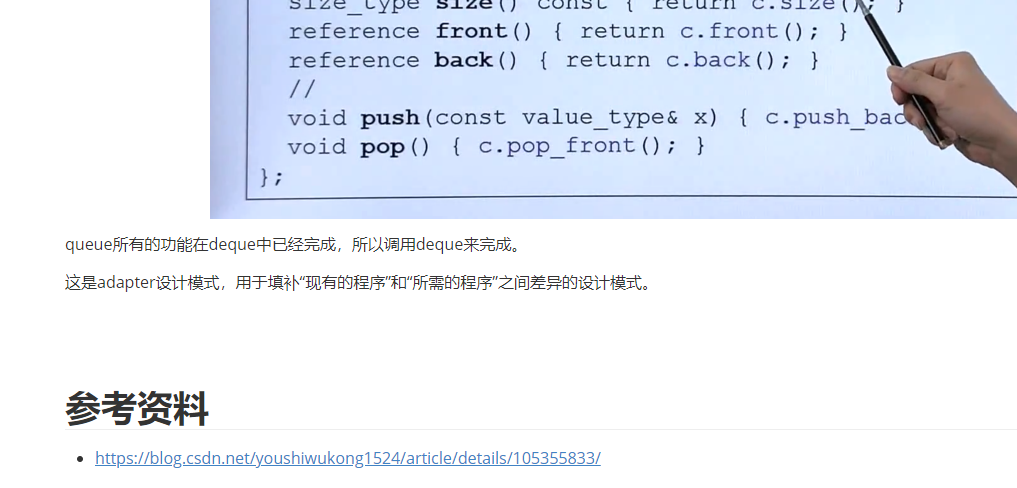 size_type size() const { return c.size(); }
reference front() { return c.front(); }
reference back() { return c.back(); }
//
void push(const value_type& x) { c.push_bac
void pop() { c.pop_front(); }
};
queue所有的功能在deque中已经完成，所以调用deque来完成。
这是adapter设计模式，用于填补“现有的程序”和“所需的程序”之间差异的设计模式。
参考资料
https://blog.csdn.net/youshiwukong1524/article/details/105355833/